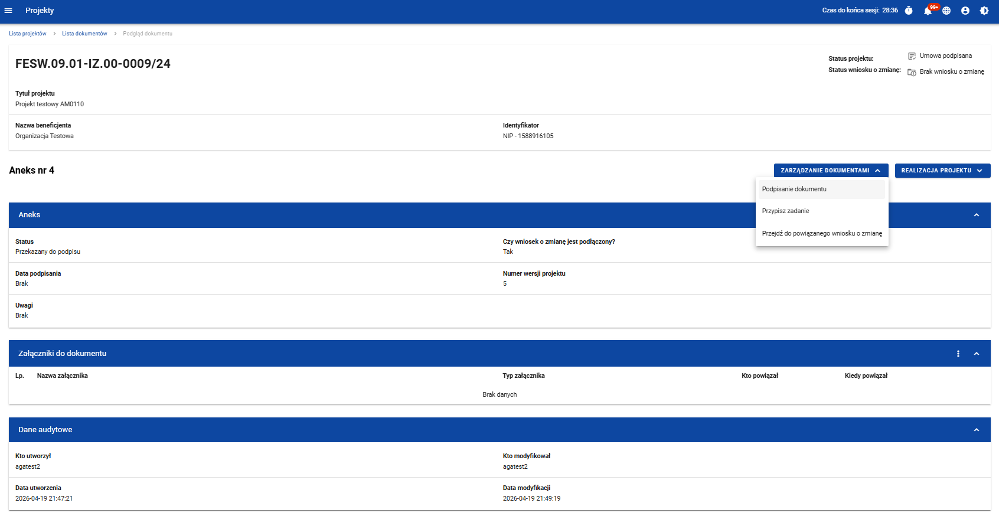 Projekty
Czas do końca sesji: 28:36
99+
Lista projektów
Lista dokumentów
Podgląd dokumentu
FESW.09.01-IZ.00-0009/24
Status projektu:
Umowa podpisana
Status wniosku o zmianę:
Brak wniosku o zmianę
Tytuł projektu
Projekt testowy AM0110
Nazwa beneficjenta
Identyfikator
Organizacja Testowa
NIP - 1588916105
Aneks nr 4
ZARZĄDZANIE DOKUMENTAMI
REALIZACJA PROJEKTU
Podpisanie dokumentu
Przypisz zadanie
Przejdź do powiązanego wniosku o zmianę
Aneks
Status
Czy wniosek o zmianę jest podłączony?
Przekazany do podpisu
Tak
Data podpisania
Numer wersji projektu
Brak
5
Uwagi
Brak
Załączniki do dokumentu
Lp.
Nazwa załącznika
Typ załącznika
Kto powiązał
Kiedy powiązał
Brak danych
Dane audytowe
Kto utworzył
Kto modyfikował
agatest2
agatest2
Data utworzenia
Data modyfikacji
2026-04-19 21:47:21
2026-04-19 21:49:19